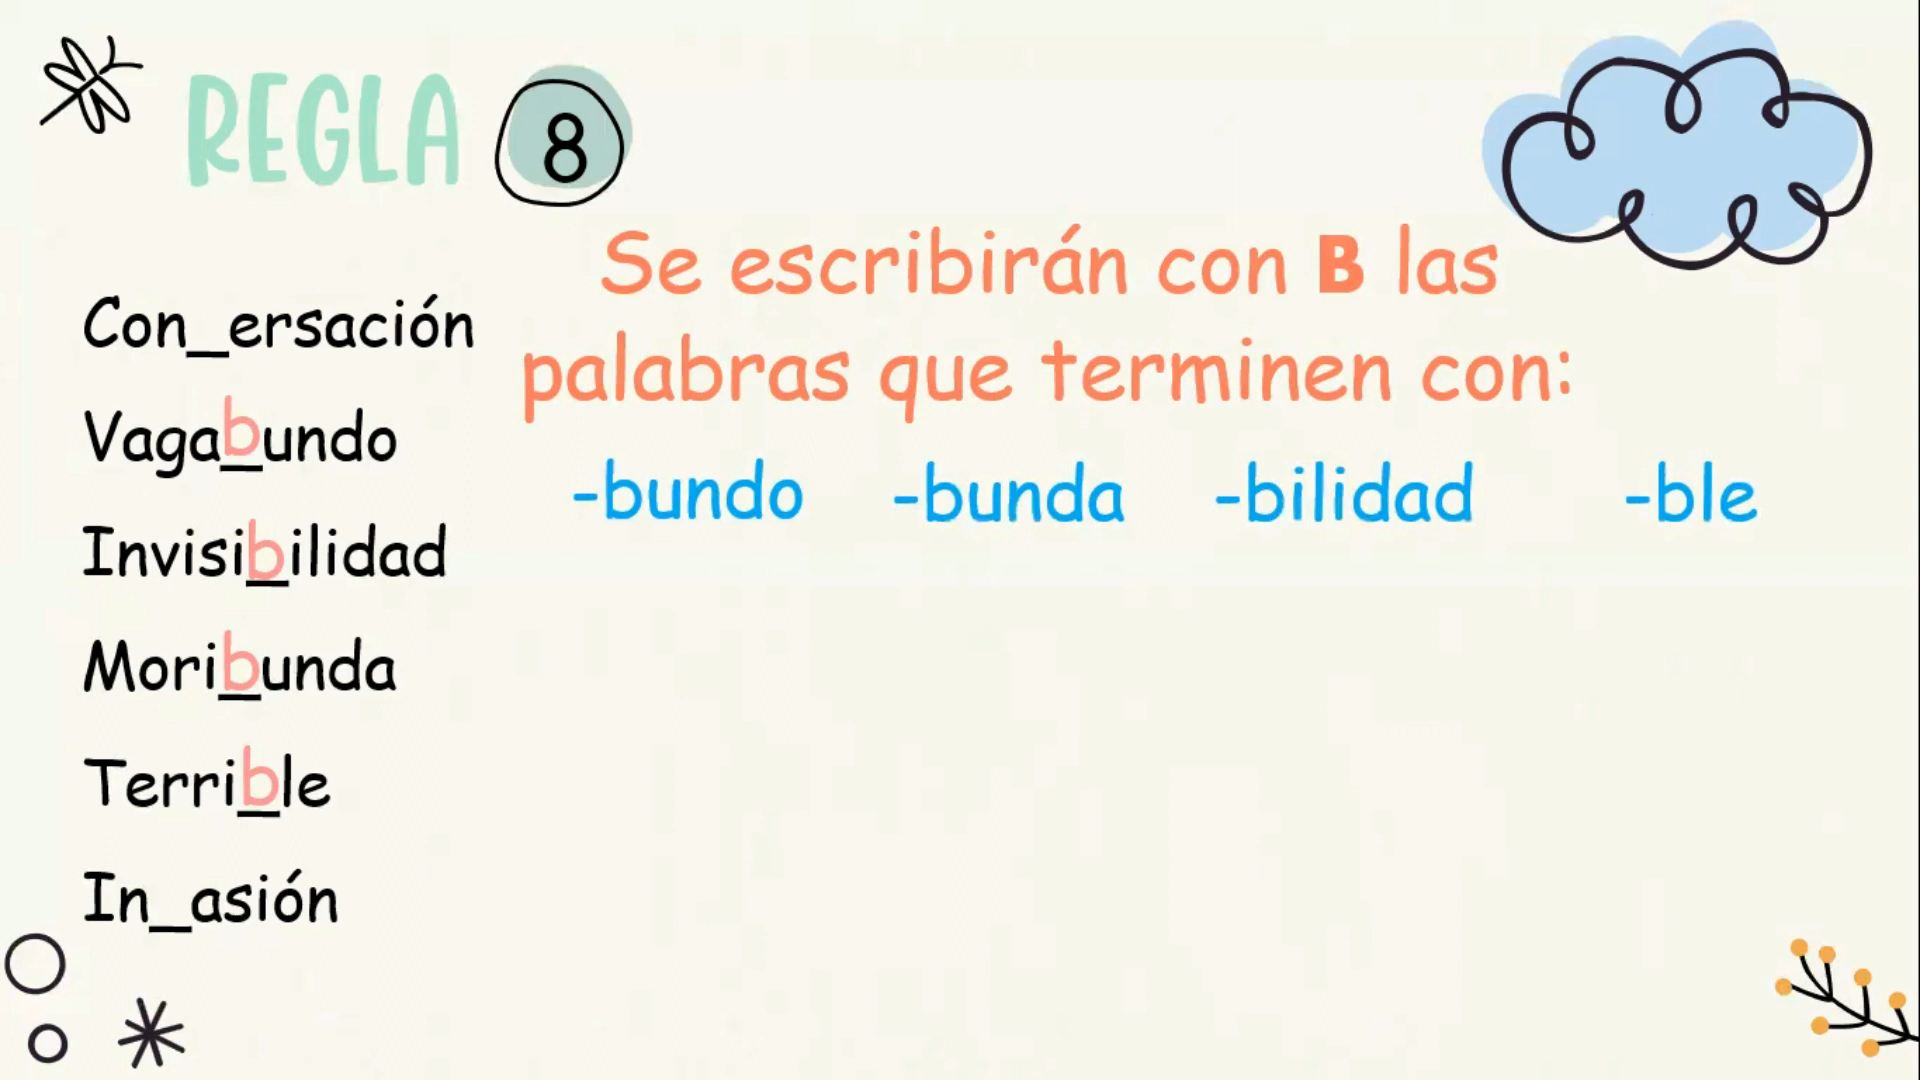 REGLA 8
Se escribirán con B las
palabras que terminen con:
-bundo -bunda -bilidad -ble
Con_ersación
Vagabundo
Invisibilidad
Moribunda
Terrible
In_asión